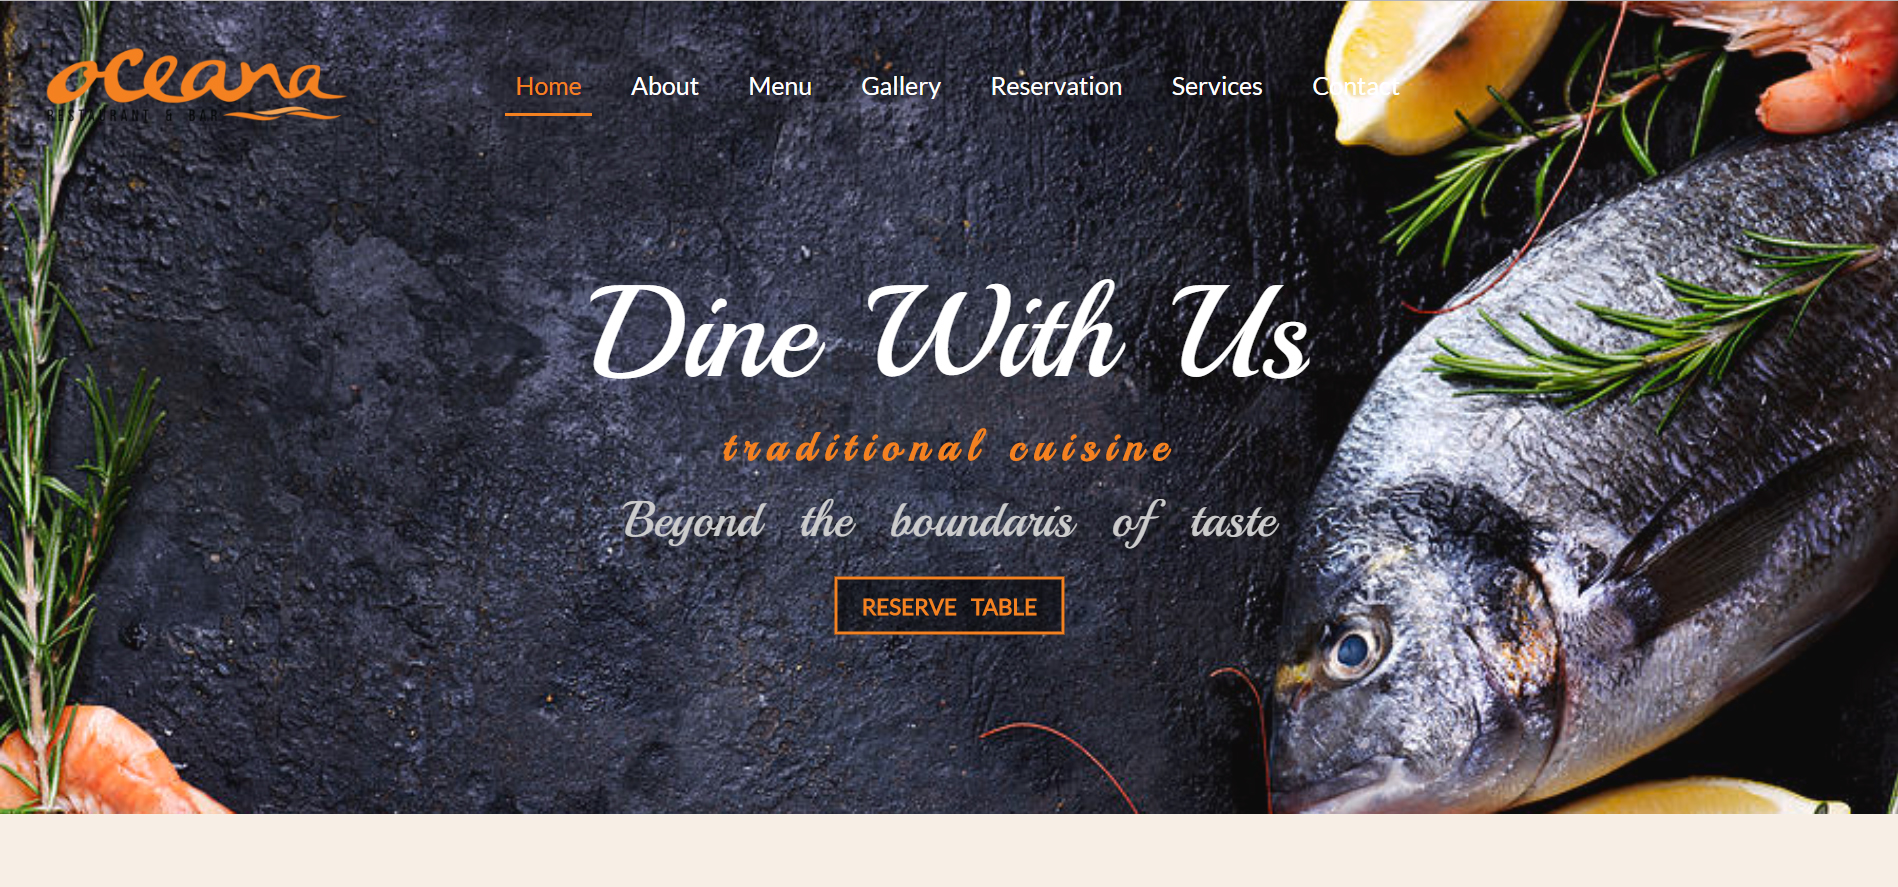 oceana
RESTAURANT & BAR
Home About Menu Gallery Reservation Services Contact
Dine With Us
traditional cuisine
Beyond the boundaris of taste
RESERVE TABLE